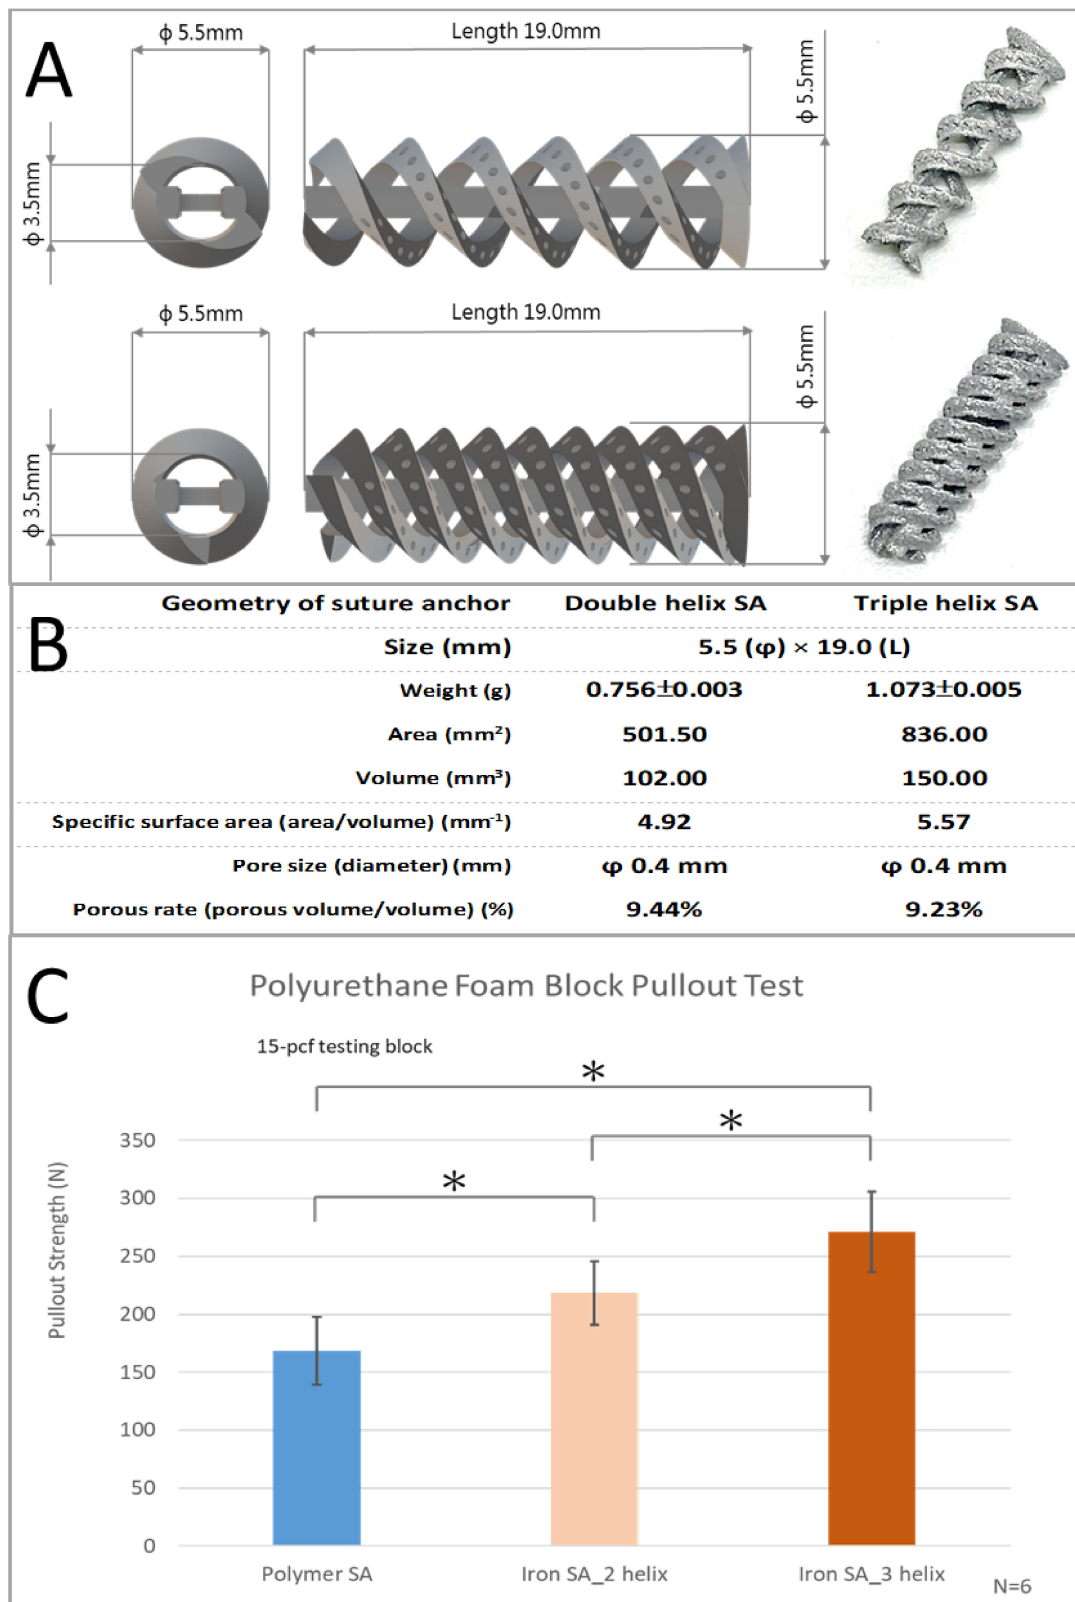 A
ϕ 5.5mm
Length 19.0mm
ϕ 3.5mm
ϕ 5.5mm
ϕ 5.5mm
Length 19.0mm
ϕ 3.5mm
ϕ 5.5mm
B
Geometry of suture anchor Double helix SA Triple helix SA
Size (mm) 5.5 (φ) × 19.0 (L)
Weight (g) 0.756±0.003 1.073±0.005
Area (mm²) 501.50 836.00
Volume (mm³) 102.00 150.00
Specific surface area (area/volume) (mm⁻¹) 4.92 5.57
Pore size (diameter) (mm) φ 0.4 mm φ 0.4 mm
Porous rate (porous volume/volume) (%) 9.44% 9.23%
C
Polyurethane Foam Block Pullout Test
15-pcf testing block
*
*
*
Pullout Strength (N)
350
300
250
200
150
100
50
0
Polymer SA Iron SA_2 helix Iron SA_3 helix
N=6